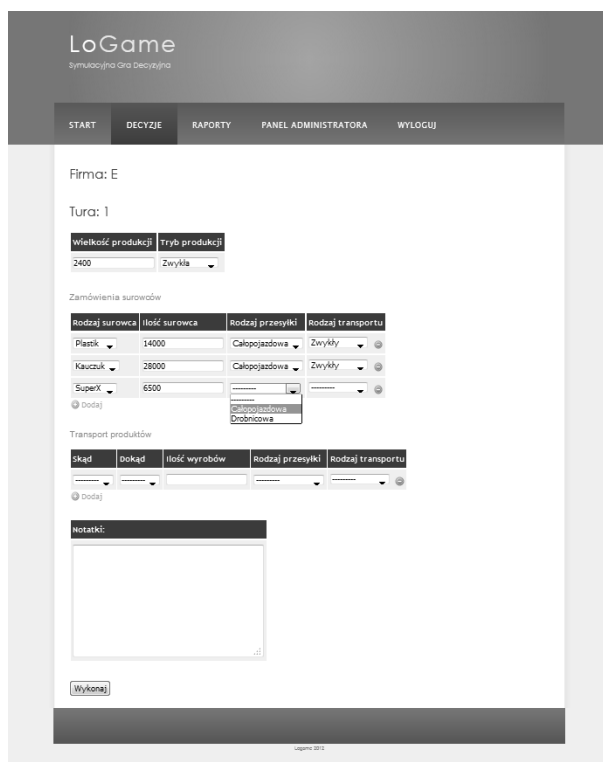 LoGame
Symulacyjna Gra Decyzyjna
START DECYZJE RAPORTY PANEL ADMINISTRATORA WYLOGUJ
Firma: E
Tura: 1
Wielkość produkcji Tryb produkcji
2400 Zwykła
Zamówienia surowców
Rodzaj surowca Ilość surowca Rodzaj przesyłki Rodzaj transportu
Plastik 14000 Całopojazdowa Zwykły
Kauczuk 28000 Całopojazdowa Zwykły
SuperX 6500 --------- ---------
---------
Całopojazdowa
Dodaj
Drobnicowa
Transport produktów
Skąd Dokąd Ilość wyrobów Rodzaj przesyłki Rodzaj transportu
--------- --------- --------- ---------
Dodaj
Notatki:
Wykonaj
Logame 2012